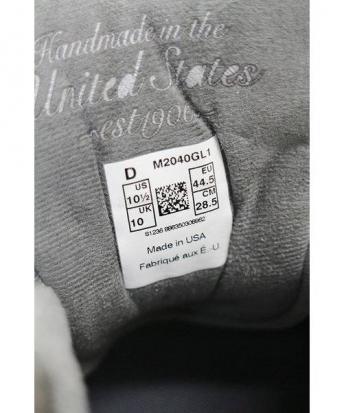 Handmade in the
United States
est 1906
D M2040GL1
US 10½ EU 44.5
UK 10 CM 28.5
Made in USA
Fabriqué aux É.-U.